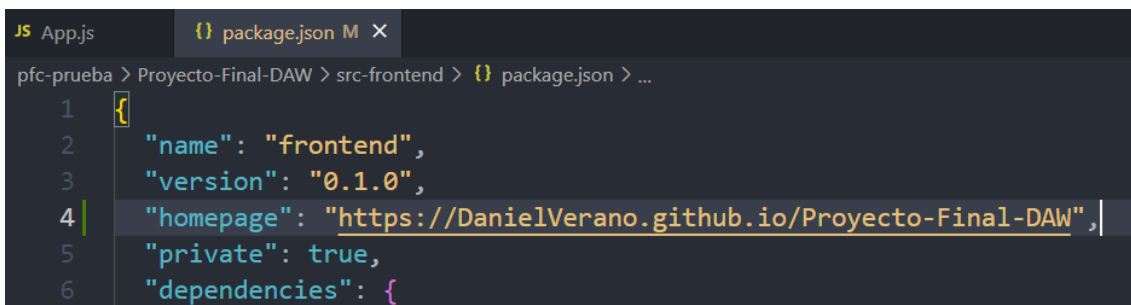 JS App.js {} package.json M ×
pfc-prueba > Proyecto-Final-DAW > src-frontend > {} package.json > ...
1 {
2 "name": "frontend",
3 "version": "0.1.0",
4 "homepage": "https://DanielVerano.github.io/Proyecto-Final-DAW",
5 "private": true,
6 "dependencies": {